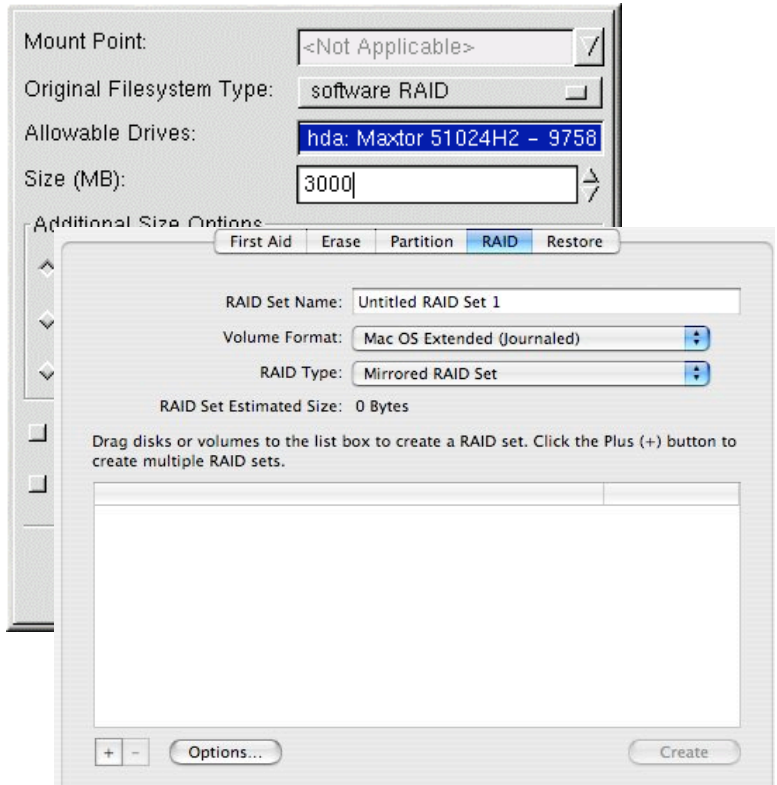 Mount Point: <Not Applicable>
Original Filesystem Type: software RAID
Allowable Drives: hda: Maxtor 51024H2 - 9758
Size (MB): 3000
Additional Size Options
First Aid Erase Partition RAID Restore
RAID Set Name: Untitled RAID Set 1
Volume Format: Mac OS Extended (Journaled)
RAID Type: Mirrored RAID Set
RAID Set Estimated Size: 0 Bytes
Drag disks or volumes to the list box to create a RAID set. Click the Plus (+) button to
create multiple RAID sets.
+ - Options... Create